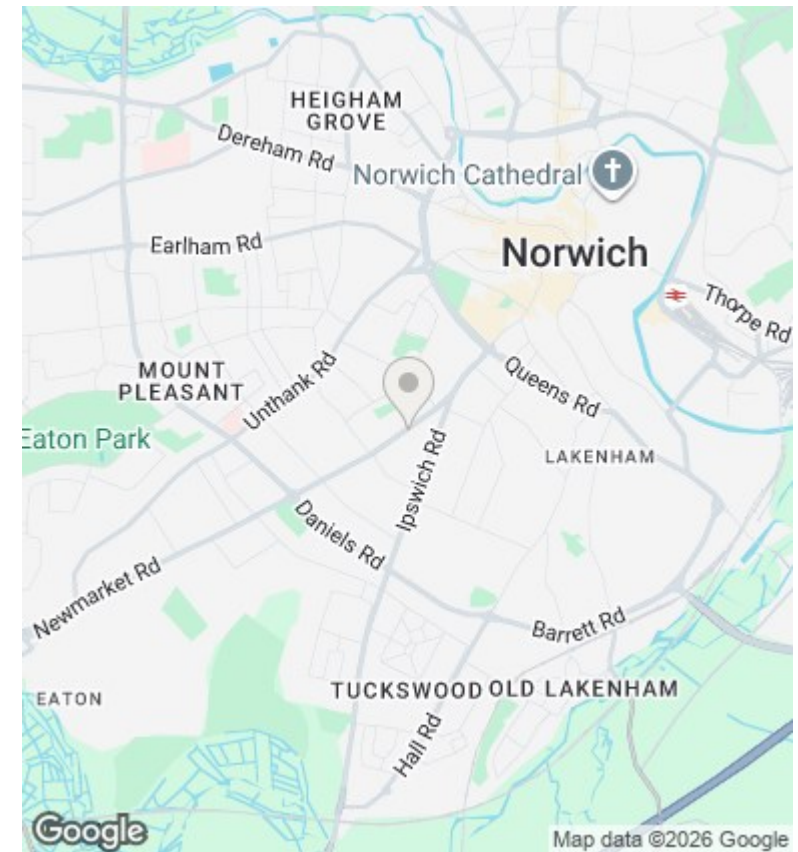 HEIGHAM
GROVE
Dereham Rd
Norwich Cathedral
Earlham Rd
Norwich
Thorpe Rd
MOUNT
PLEASANT
Unthank Rd
Queens Rd
Eaton Park
LAKENHAM
Ipswich Rd
Daniels Rd
Newmarket Rd
Barrett Rd
EATON
TUCKSWOOD
OLD LAKENHAM
Hall Rd
Google
Map data ©2026 Google